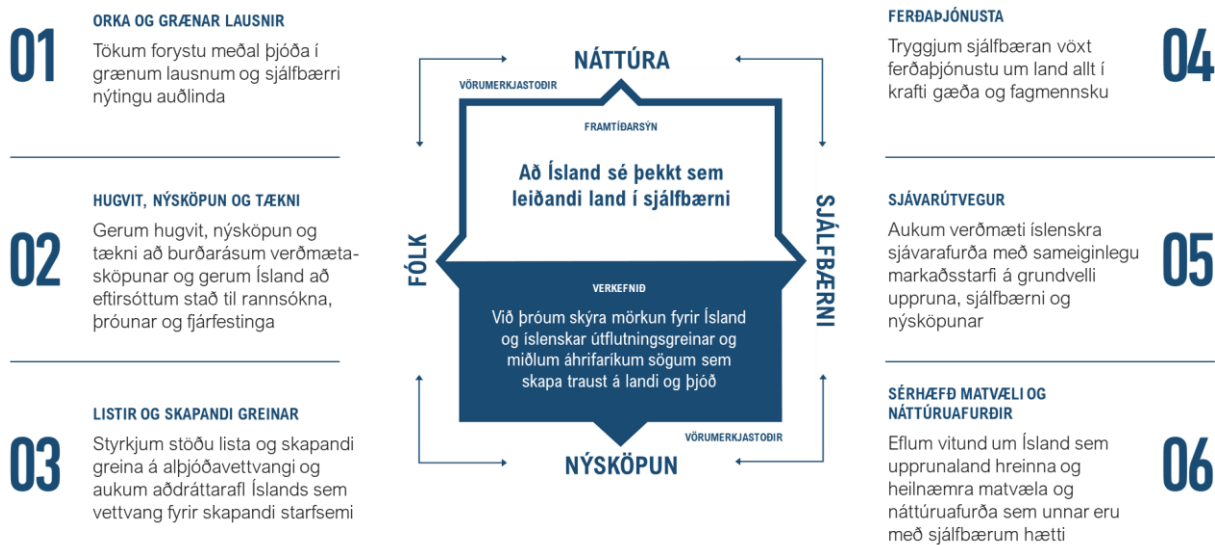 01
ORKA OG GRÆNAR LAUSNIR
Tökum forystu meðal þjóða í
grænum lausnum og sjálfbærri
nýtingu auðlinda
02
HUGVIT, NÝSKÖPUN OG TÆKNI
Gerum hugvit, nýsköpun og
tækni að burðarásum verðmæta-
sköpunar og gerum Ísland að
eftirsóttum stað til rannsókna,
þróunar og fjárfestinga
03
LISTIR OG SKAPANDI GREINAR
Styrkjum stöðu lista og skapandi
greina á alþjóðavettvangi og
aukum aðdráttarafl Íslands sem
vettvang fyrir skapandi starfsemi
NÁTTÚRA
VÖRUMERKJASTOÐIR
FRAMTÍÐARSÝN
Að Ísland sé þekkt sem
leiðandi land í sjálfbærni
FÓLK
SJÁLFBÆRNI
VERKEFNIÐ
Við þróum skýra mörkun fyrir Ísland
og íslenskar útflutningsgreinar og
miðlum áhrifaríkum sögum sem
skapa traust á landi og þjóð
VÖRUMERKJASTOÐIR
NÝSKÖPUN
FERÐAÞJÓNUSTA
Tryggjum sjálfbæran vöxt
ferðaþjónustu um land allt í
krafti gæða og fagmennsku
04
SJÁVARÚTVEGUR
Aukum verðmæti íslenskra
sjávarafurða með sameiginlegu
markaðsstarfi á grundvelli
uppruna, sjálfbærni og
nýsköpunar
05
SÉRHÆFÐ MATVÆLI OG
NÁTTÚRUAFURÐIR
Eflum vitund um Ísland sem
upprunaland hreinna og
heilnæmra matvæla og
náttúruafurða sem unnar eru
með sjálfbærum hætti
06